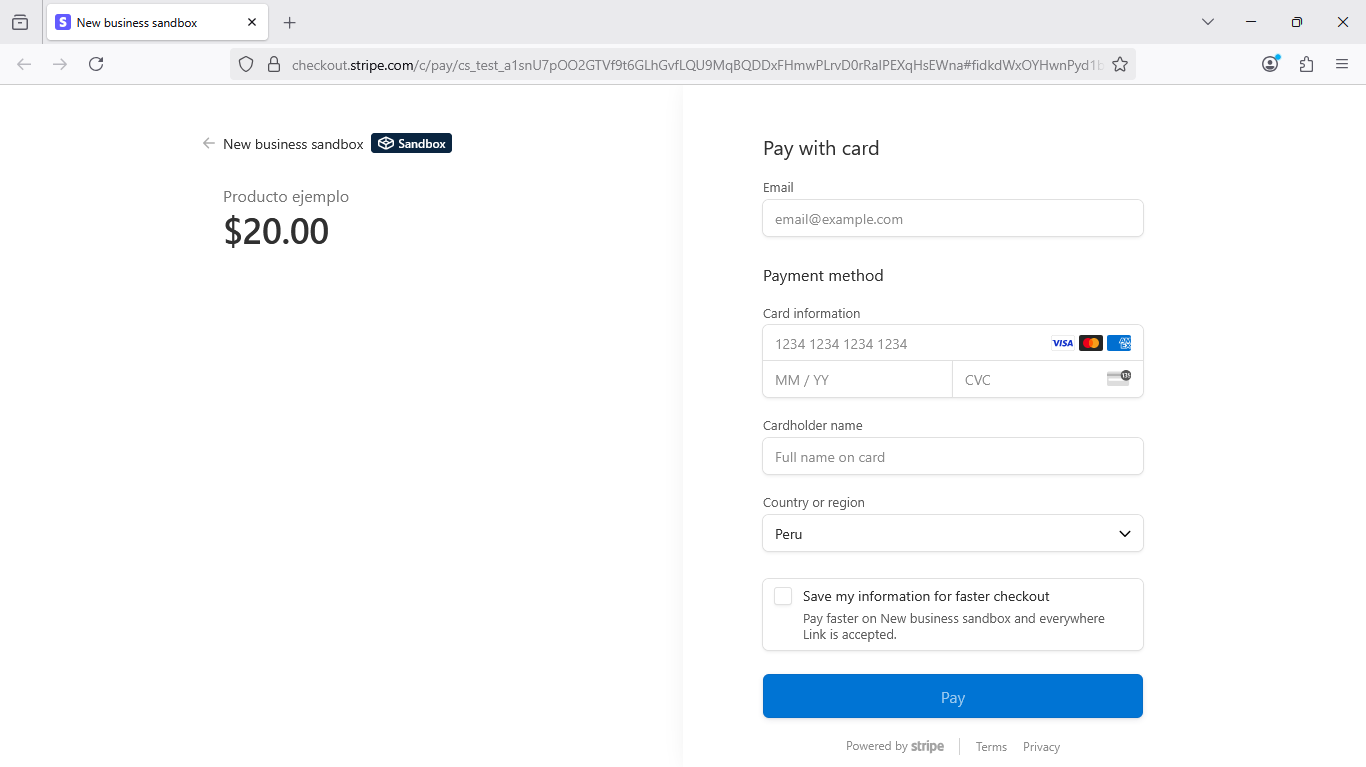 New business sandbox
checkout.stripe.com/c/pay/cs_test_a1snU7pOO2GTVf9t6GLhGvfLQU9MqBQDDxFHmwPLrvD0rRaIPEXqHsEWna#fidkdWxOYHwnPyd1b
New business sandbox Sandbox
Producto ejemplo
$20.00
Pay with card
Email
email@example.com
Payment method
Card information
1234 1234 1234 1234 VISA AMEX
MM / YY CVC 135
Cardholder name
Full name on card
Country or region
Peru
Save my information for faster checkout
Pay faster on New business sandbox and everywhere
Link is accepted.
Pay
Powered by stripe Terms Privacy